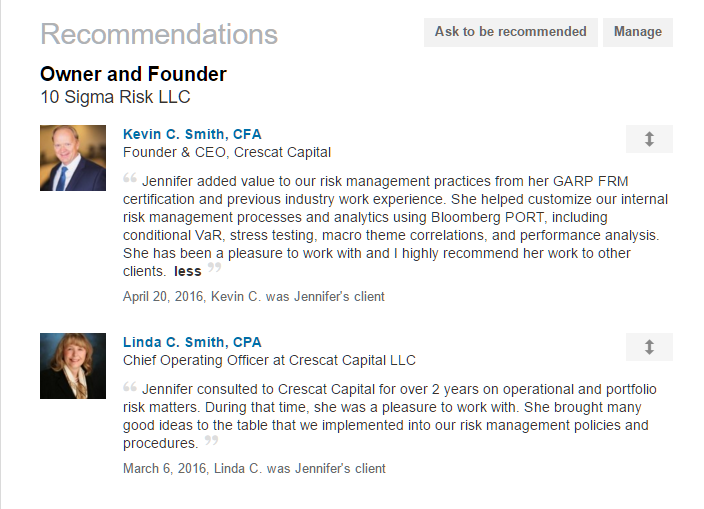 Recommendations
Ask to be recommended
Manage
Owner and Founder
10 Sigma Risk LLC
Kevin C. Smith, CFA
Founder & CEO, Crescat Capital
“ Jennifer added value to our risk management practices from her GARP FRM
certification and previous industry work experience. She helped customize our internal
risk management processes and analytics using Bloomberg PORT, including
conditional VaR, stress testing, macro theme correlations, and performance analysis.
She has been a pleasure to work with and I highly recommend her work to other
clients. less ”
April 20, 2016, Kevin C. was Jennifer's client
Linda C. Smith, CPA
Chief Operating Officer at Crescat Capital LLC
“ Jennifer consulted to Crescat Capital for over 2 years on operational and portfolio
risk matters. During that time, she was a pleasure to work with. She brought many
good ideas to the table that we implemented into our risk management policies and
procedures. ”
March 6, 2016, Linda C. was Jennifer's client